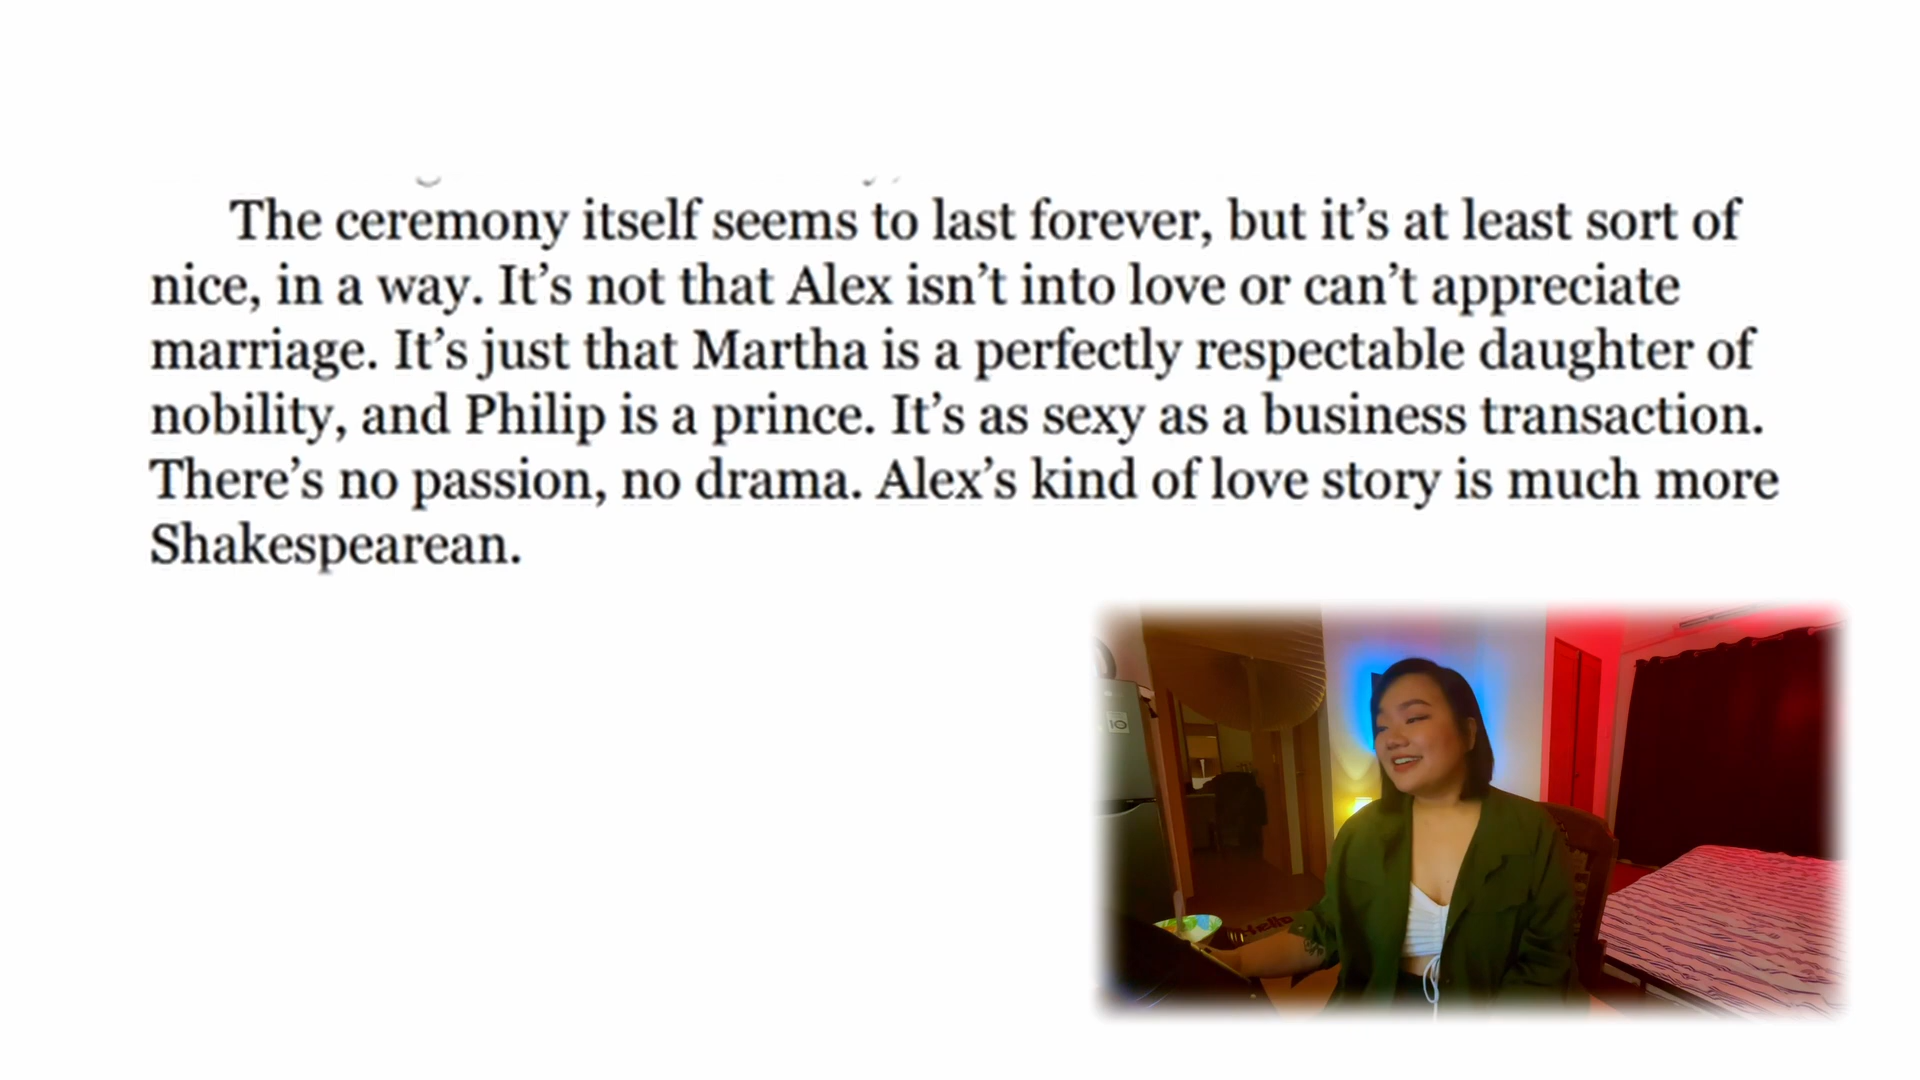 The ceremony itself seems to last forever, but it’s at least sort of
nice, in a way. It’s not that Alex isn’t into love or can’t appreciate
marriage. It’s just that Martha is a perfectly respectable daughter of
nobility, and Philip is a prince. It’s as sexy as a business transaction.
There’s no passion, no drama. Alex’s kind of love story is much more
Shakespearean.